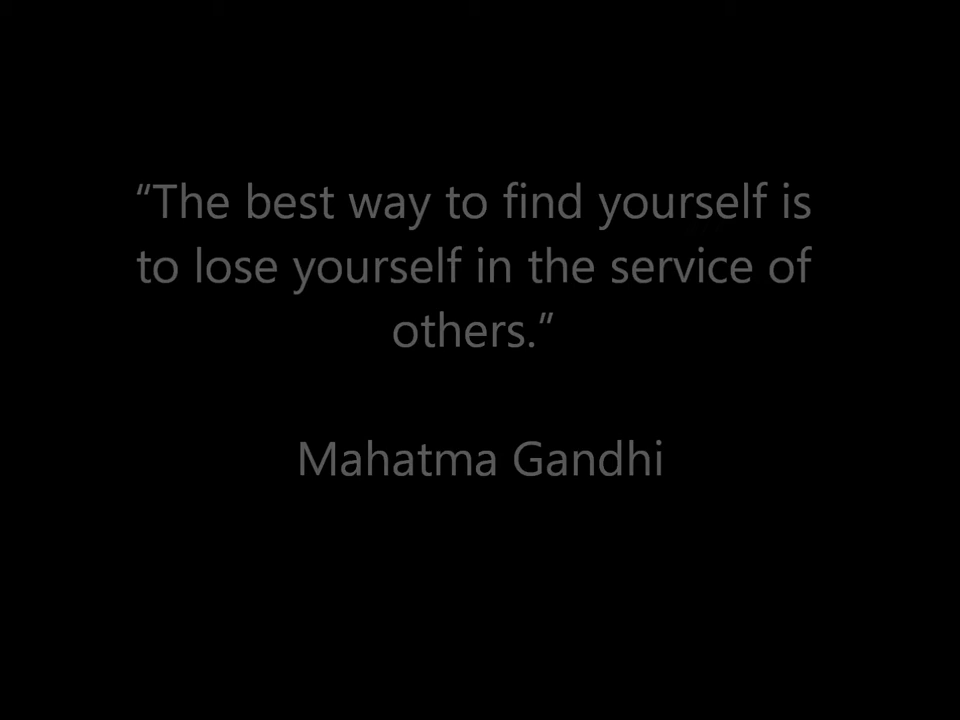 “The best way to find yourself is
to lose yourself in the service of
others.”
Mahatma Gandhi